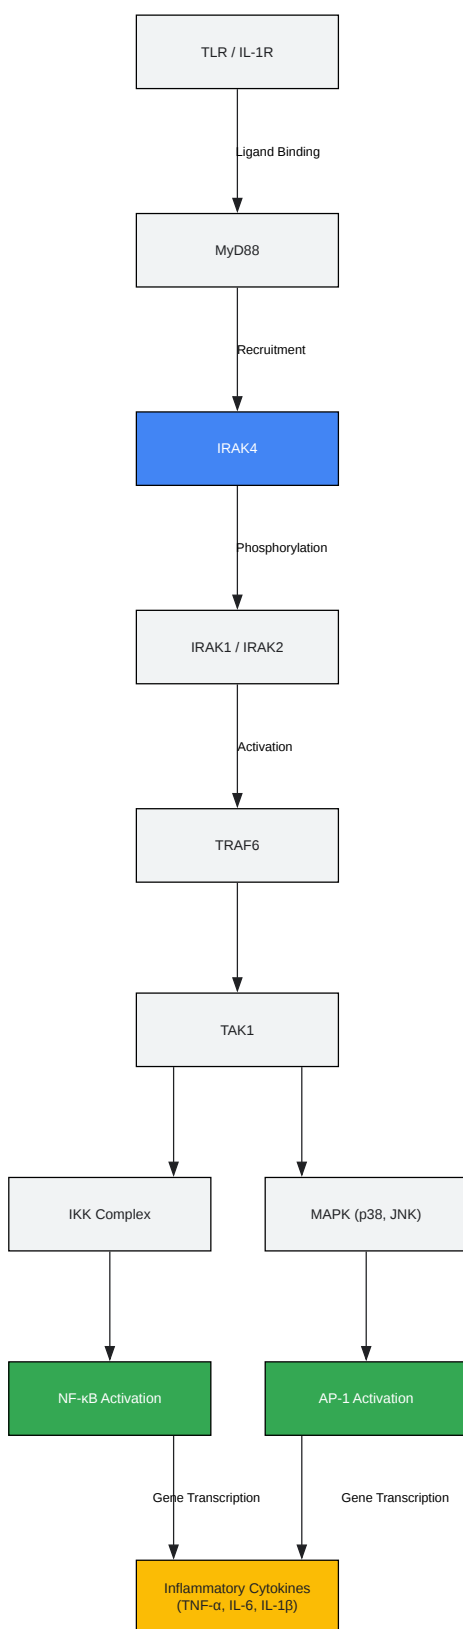 TLR / IL-1R
Ligand Binding
MyD88
Recruitment
IRAK4
Phosphorylation
IRAK1 / IRAK2
Activation
TRAF6
TAK1
IKK Complex
MAPK (p38, JNK)
NF-κB Activation
AP-1 Activation
Gene Transcription
Gene Transcription
Inflammatory Cytokines
(TNF-α, IL-6, IL-1β)